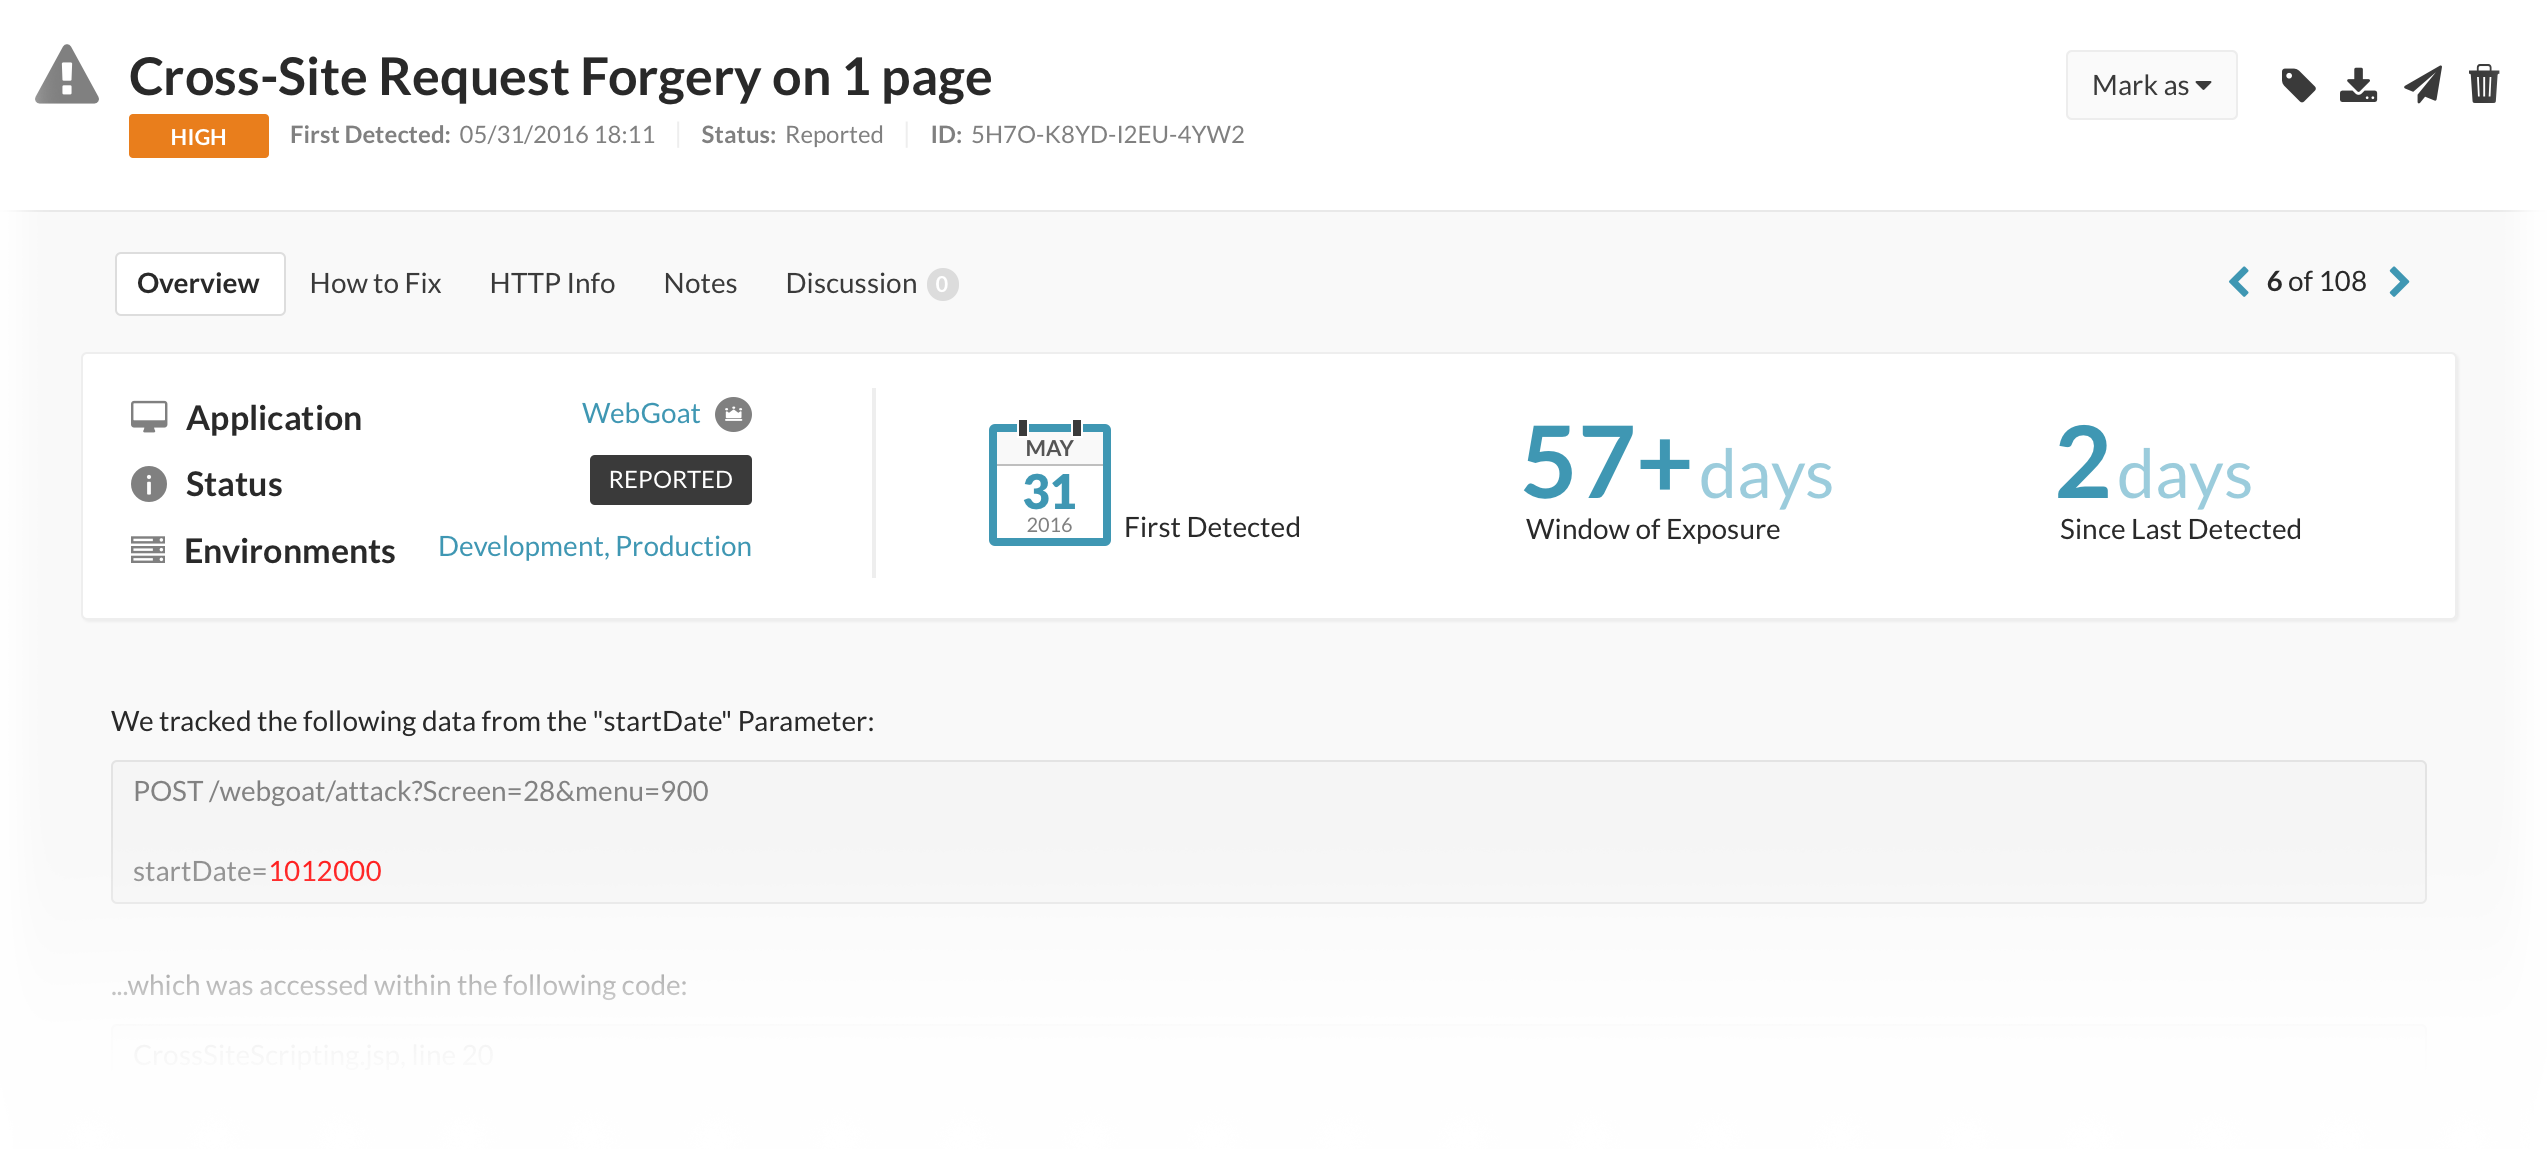 Cross-Site Request Forgery on 1 page
Mark as
HIGH First Detected: 05/31/2016 18:11 Status: Reported ID: 5H7O-K8YD-I2EU-4YW2
Overview How to Fix HTTP Info Notes Discussion 0
6 of 108
Application WebGoat
Status REPORTED
Environments Development, Production
MAY
31
2016
First Detected
57+ days
Window of Exposure
2 days
Since Last Detected
We tracked the following data from the "startDate" Parameter:
POST /webgoat/attack?Screen=28&menu=900
startDate=1012000
...which was accessed within the following code:
CrossSiteScripting.jsp, line 20